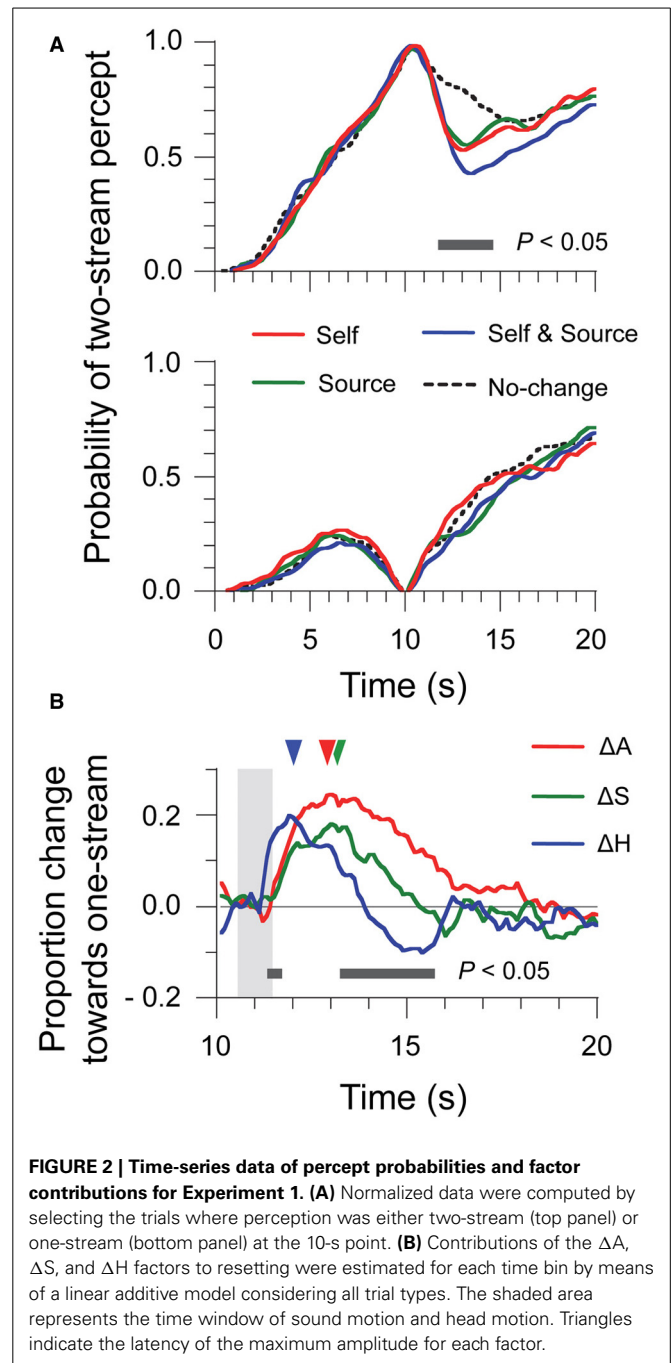 A
Probability of two-stream percept
1.0
0.5
0.0
P < 0.05
10
20
Self
Self & Source
Source
No-change
1.0
0.5
0.0
0
5
10
15
20
Time (s)
B
Proportion change
towards one-stream
ΔA
ΔS
ΔH
0.2
0.0
- 0.2
P < 0.05
10
15
20
Time (s)
FIGURE 2 | Time-series data of percept probabilities and factor
contributions for Experiment 1. (A) Normalized data were computed by
selecting the trials where perception was either two-stream (top panel) or
one-stream (bottom panel) at the 10-s point. (B) Contributions of the ΔA,
ΔS, and ΔH factors to resetting were estimated for each time bin by means
of a linear additive model considering all trial types. The shaded area
represents the time window of sound motion and head motion. Triangles
indicate the latency of the maximum amplitude for each factor.